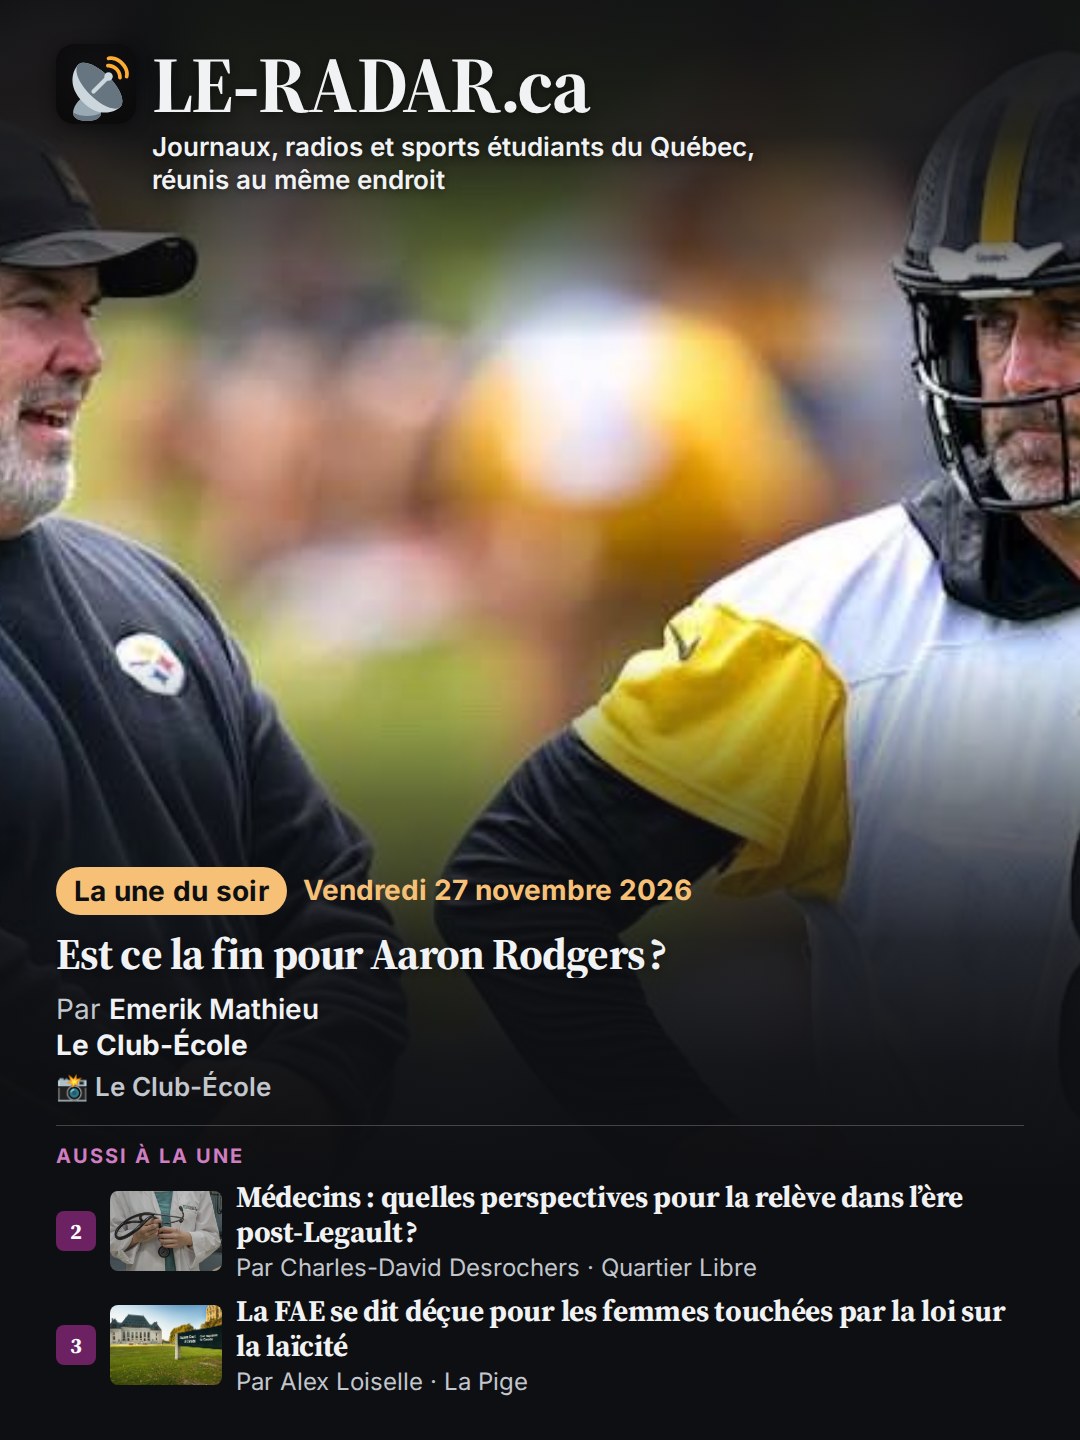 LE-RADAR.ca
Journaux, radios et sports étudiants du Québec,
réunis au même endroit
La une du soir
Vendredi 27 novembre 2026
Est ce la fin pour Aaron Rodgers ?
Par Emerik Mathieu
Le Club-École
Le Club-École
AUSSI À LA UNE
2
Médecins : quelles perspectives pour la relève dans l’ère
post-Legault ?
Par Charles-David Desrochers · Quartier Libre
3
La FAE se dit déçue pour les femmes touchées par la loi sur
la laïcité
Par Alex Loiselle · La Pige